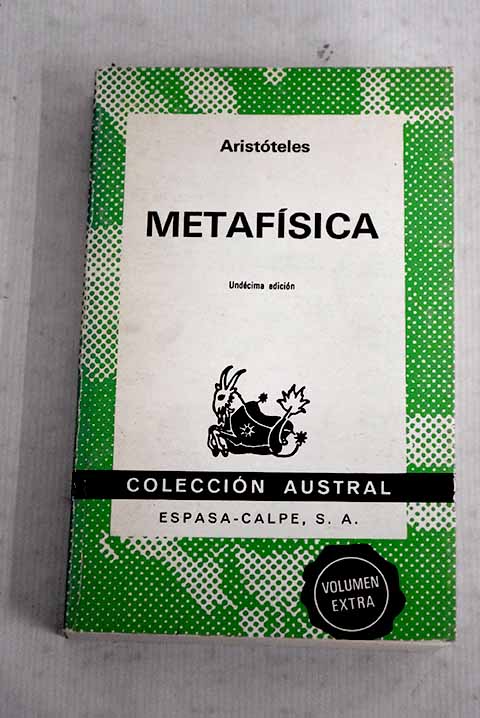 Aristóteles
METAFÍSICA
Undécima edición
COLECCIÓN AUSTRAL
ESPASA-CALPE, S. A.
VOLUMEN
EXTRA